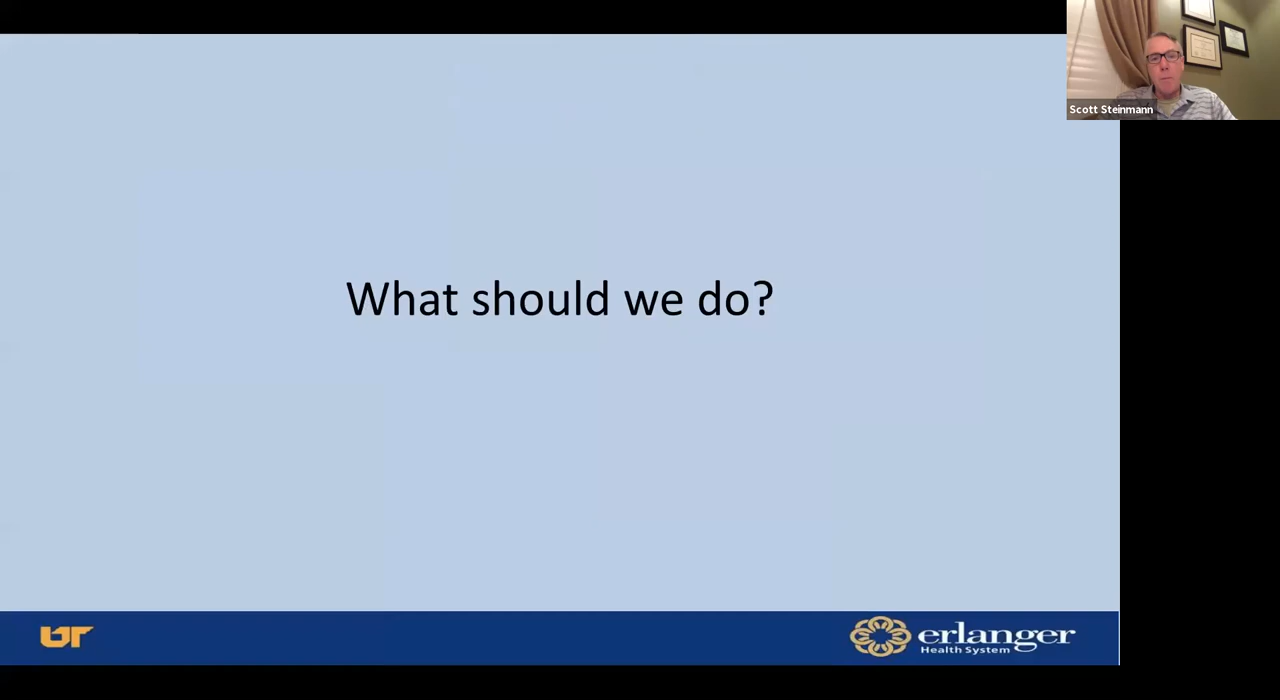 Scott Steinmann
What should we do?
UT
erlanger
Health System